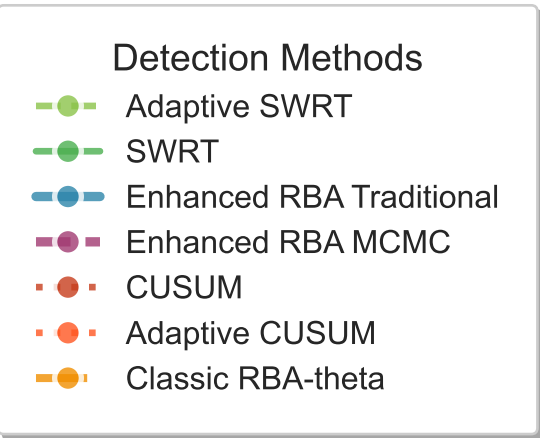 Detection Methods
Adaptive SWRT
SWRT
Enhanced RBA Traditional
Enhanced RBA MCMC
CUSUM
Adaptive CUSUM
Classic RBA-theta